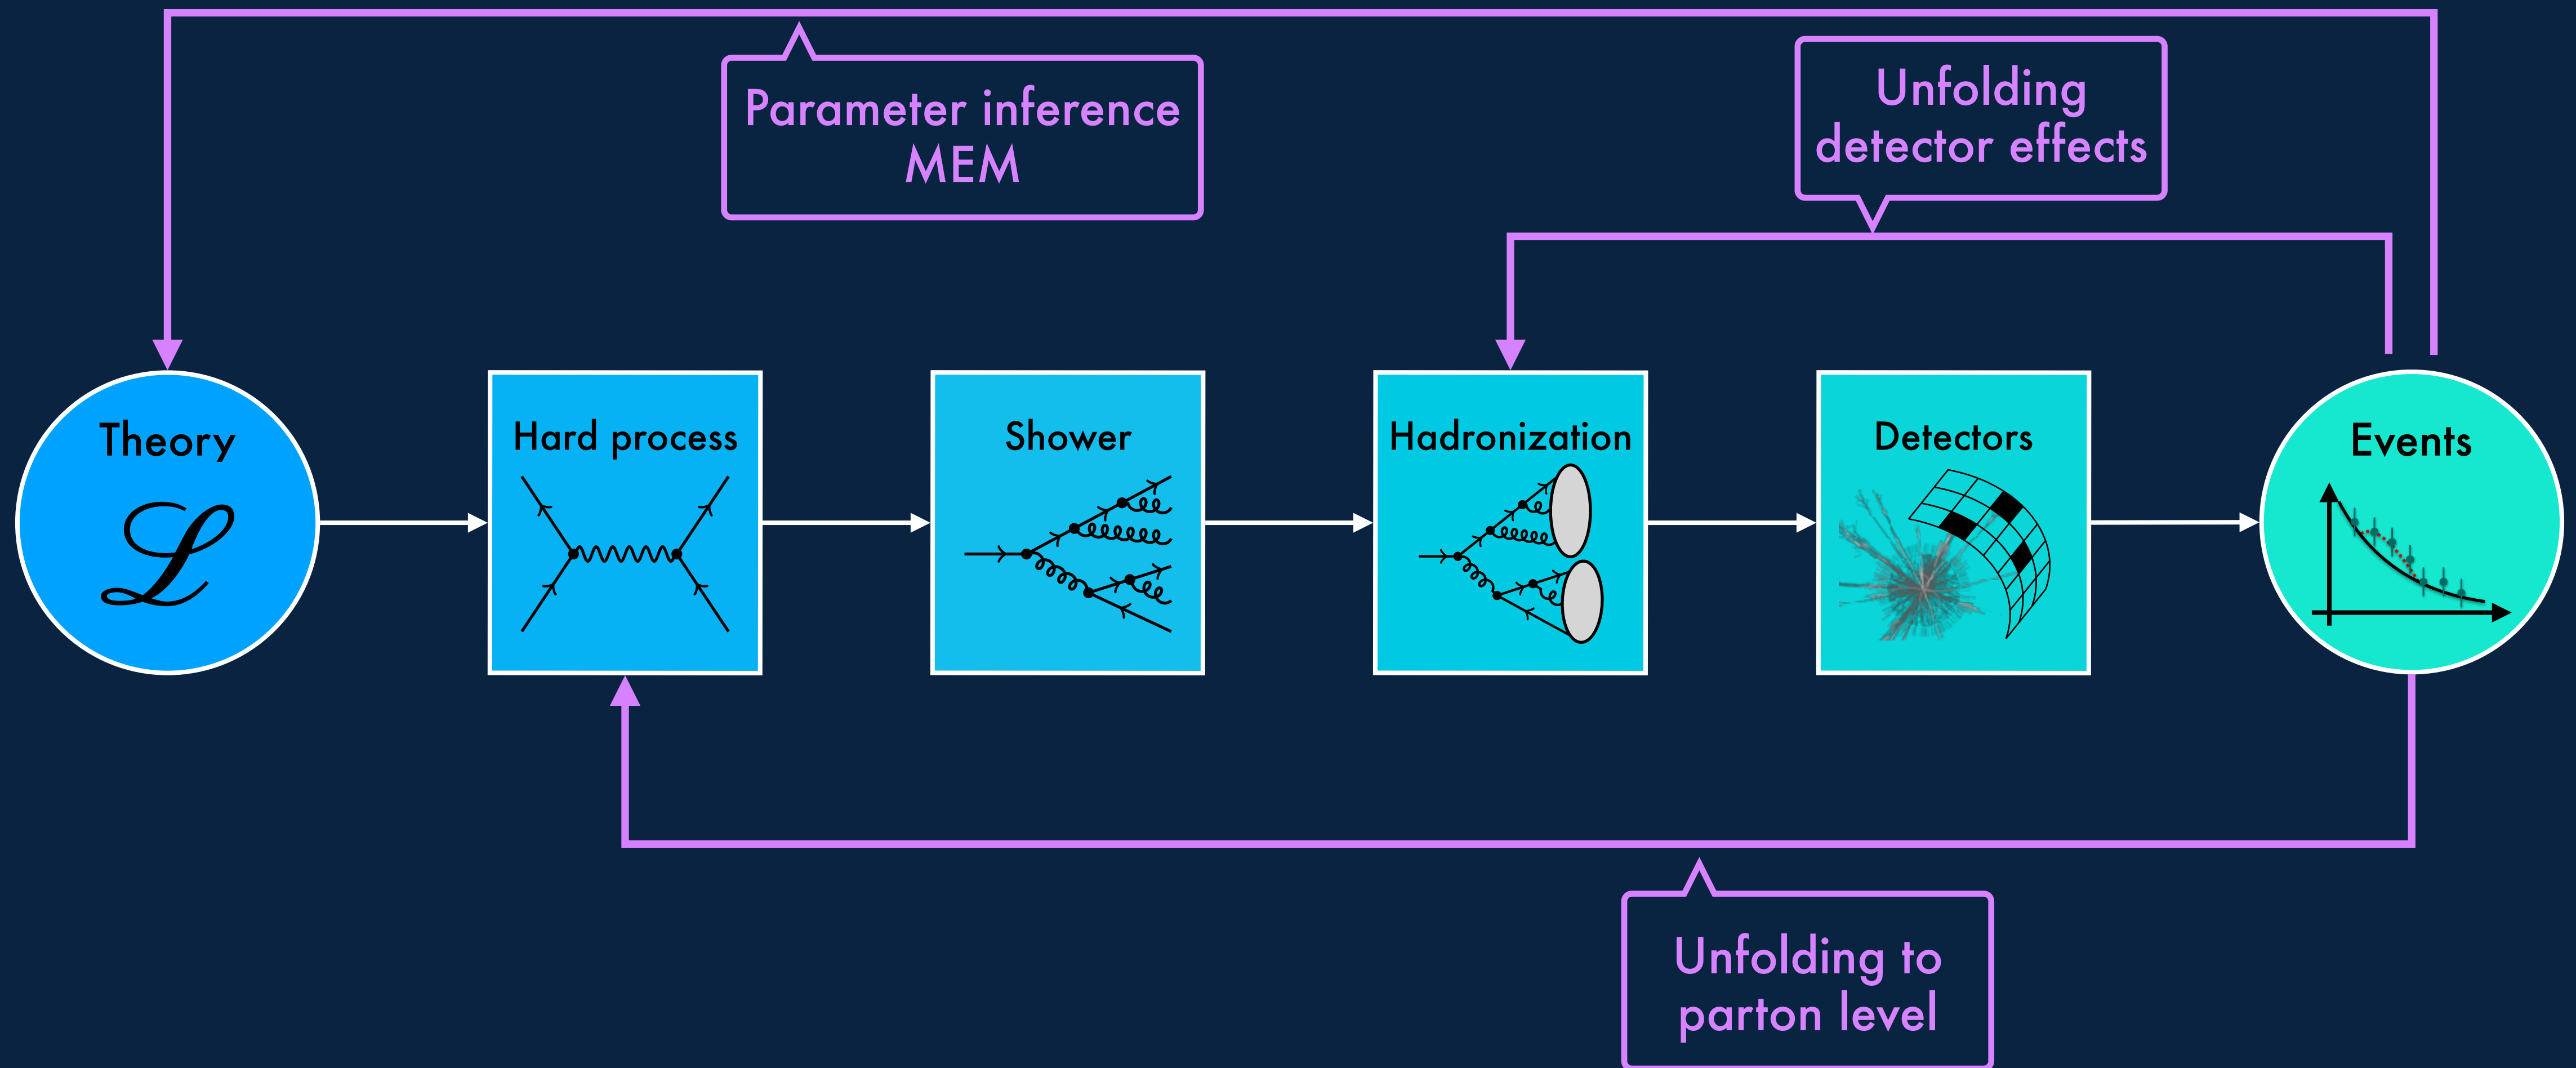 Parameter inference
MEM
Unfolding
detector effects
Theory
ℒ
Hard process
Shower
Hadronization
Detectors
Events
Unfolding to
parton level